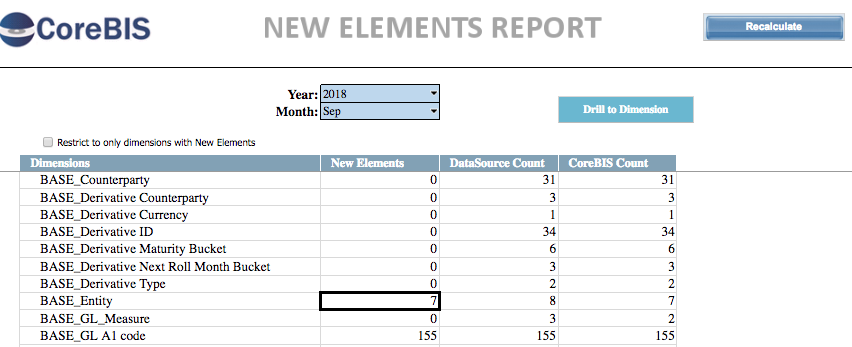 CoreBIS
NEW ELEMENTS REPORT
Recalculate
Year: 2018
Month: Sep
Drill to Dimension
Restrict to only dimensions with New Elements
Dimensions New Elements DataSource Count CoreBIS Count
BASE_Counterparty 0 31 31
BASE_Derivative Counterparty 0 3 3
BASE_Derivative Currency 0 1 1
BASE_Derivative ID 0 34 34
BASE_Derivative Maturity Bucket 0 6 6
BASE_Derivative Next Roll Month Bucket 0 3 3
BASE_Derivative Type 0 2 2
BASE_Entity 7 8 7
BASE_GL_Measure 0 3 2
BASE_GL A1 code 155 155 155